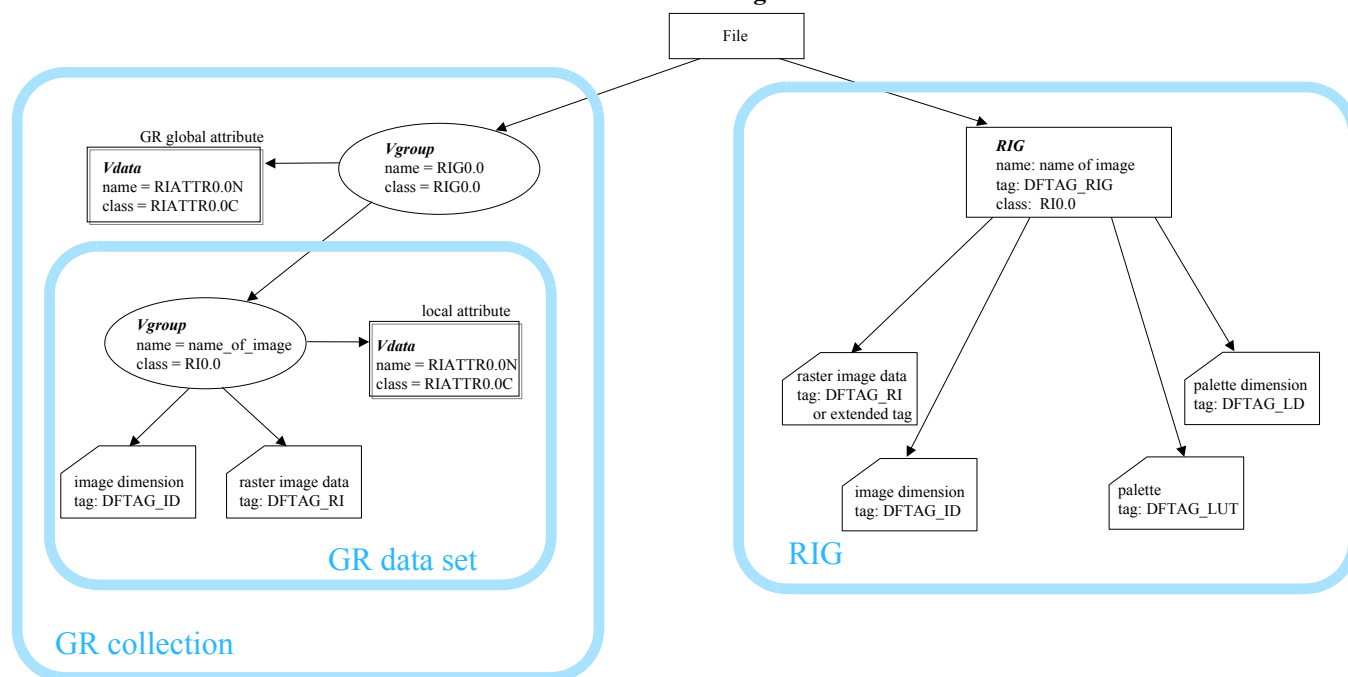 File
GR global attribute
Vdata
name = RIATTR0.0N
class = RIATTR0.0C
Vgroup
name = RIG0.0
class = RIG0.0
local attribute
Vgroup
name = name_of_image
class = RI0.0
Vdata
name = RIATTR0.0N
class = RIATTR0.0C
image dimension
tag: DFTAG_ID
raster image data
tag: DFTAG_RI
GR data set
GR collection
RIG
name: name of image
tag: DFTAG_RIG
class: RI0.0
raster image data
tag: DFTAG_RI
or extended tag
palette dimension
tag: DFTAG_LD
image dimension
tag: DFTAG_ID
palette
tag: DFTAG_LUT
RIG